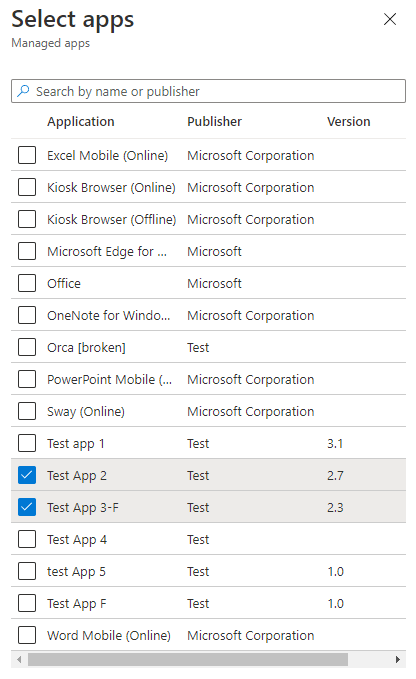 Select apps
Managed apps
Search by name or publisher
Application Publisher Version
Excel Mobile (Online) Microsoft Corporation
Kiosk Browser (Online) Microsoft Corporation
Kiosk Browser (Offline) Microsoft Corporation
Microsoft Edge for ... Microsoft
Office Microsoft
OneNote for Windo... Microsoft Corporation
Orca [broken] Test
PowerPoint Mobile (... Microsoft Corporation
Sway (Online) Microsoft Corporation
Test app 1 Test 3.1
Test App 2 Test 2.7
Test App 3-F Test 2.3
Test App 4 Test
test App 5 Test 1.0
Test App F Test 1.0
Word Mobile (Online) Microsoft Corporation